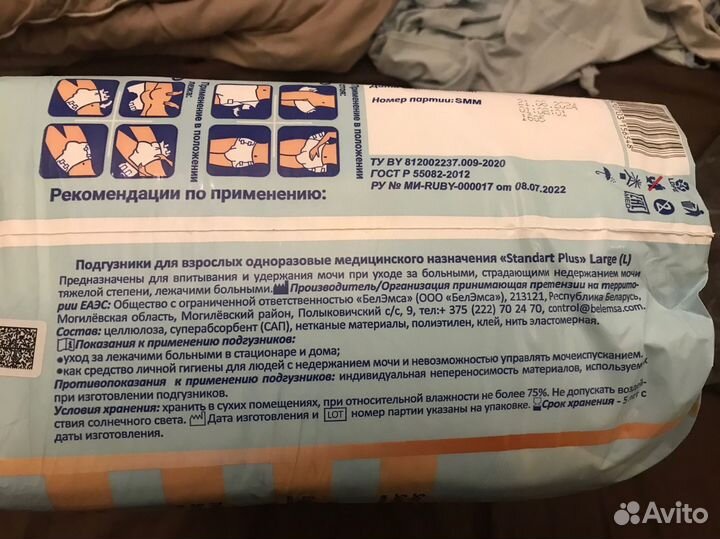 лежа:
Применение в положении
стоя:
Применение в положении
Номер партии: SMM
ТУ BY 812002237.009-2020
ГОСТ Р 55082-2012
РУ № МИ-RUBY-000017 от 08.07.2022
Рекомендации по применению:
Подгузники для взрослых одноразовые медицинского назначения «Standart Plus» Large (L)
Предназначены для впитывания и удержания мочи при уходе за больными, страдающими недержанием мочи
тяжелой степени, лежачими больными. Производитель/Организация принимающая претензии на террито-
рии ЕАЭС: Общество с ограниченной ответственностью «БелЭмса» (ООО «БелЭмса»), 213121, Республика Беларусь,
Могилёвская область, Могилёвский район, Полыковичский с/с, 9, тел:+ 375 (222) 70 24 70, control@belemsa.com.
Состав: целлюлоза, суперабсорбент (САП), нетканые материалы, полиэтилен, клей, нить эластомерная.
Показания к применению подгузников:
•уход за лежачими больными в стационаре и дома;
•как средство личной гигиены для людей с недержанием мочи и невозможностью управлять мочеиспусканием.
Противопоказания к применению подгузников: индивидуальная непереносимость материалов, используемых
при изготовлении подгузников.
Условия хранения: хранить в сухих помещениях, при относительной влажности не более 75%. Не допускать воздей-
ствия солнечного света. Дата изготовления и LOT номер партии указаны на упаковке. Срок хранения - 5 лет с
даты изготовления.
Avito